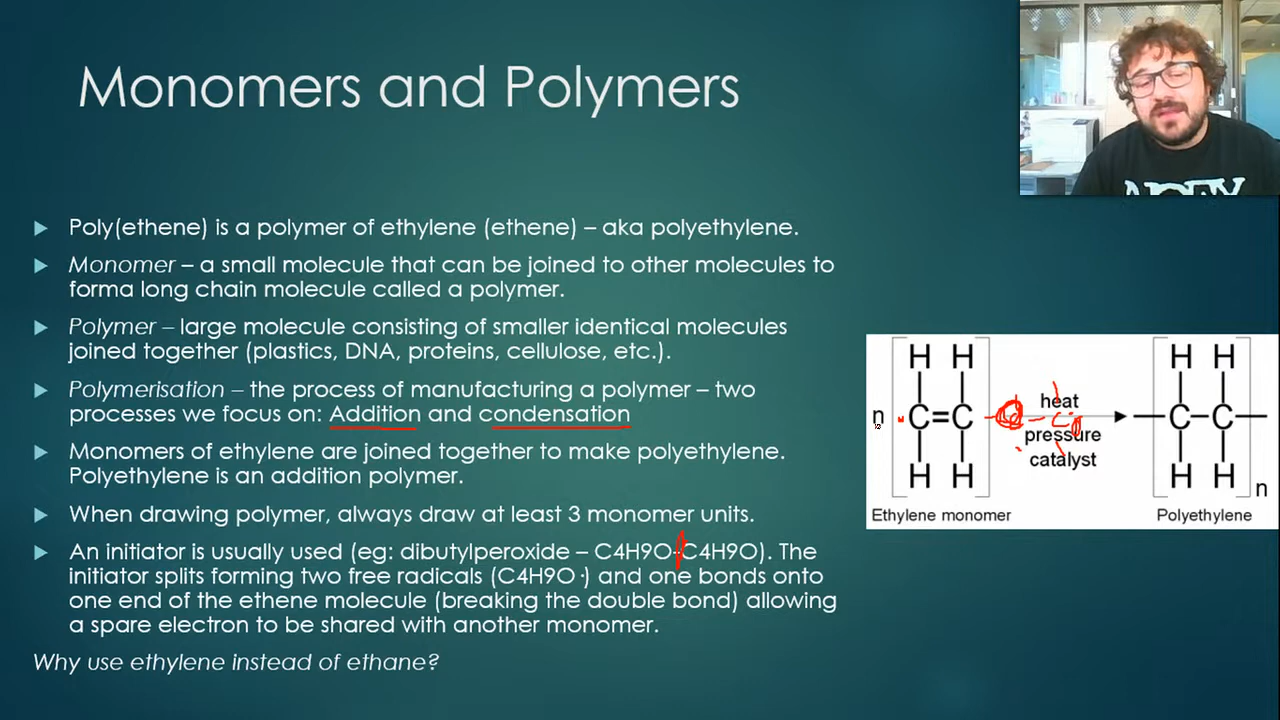 Monomers and Polymers
Poly(ethene) is a polymer of ethylene (ethene) – aka polyethylene.
Monomer – a small molecule that can be joined to other molecules to
forma long chain molecule called a polymer.
Polymer – large molecule consisting of smaller identical molecules
joined together (plastics, DNA, proteins, cellulose, etc.).
Polymerisation – the process of manufacturing a polymer – two
processes we focus on: Addition and condensation
Monomers of ethylene are joined together to make polyethylene.
Polyethylene is an addition polymer.
When drawing polymer, always draw at least 3 monomer units.
An initiator is usually used (eg: dibutylperoxide – C4H9O-C4H9O). The
initiator splits forming two free radicals (C4H9O·) and one bonds onto
one end of the ethene molecule (breaking the double bond) allowing
a spare electron to be shared with another monomer.
Why use ethylene instead of ethane?
H H
n C=C
H H
Ethylene monomer
heat
pressure
catalyst
H H
C-C
H H
n
Polyethylene